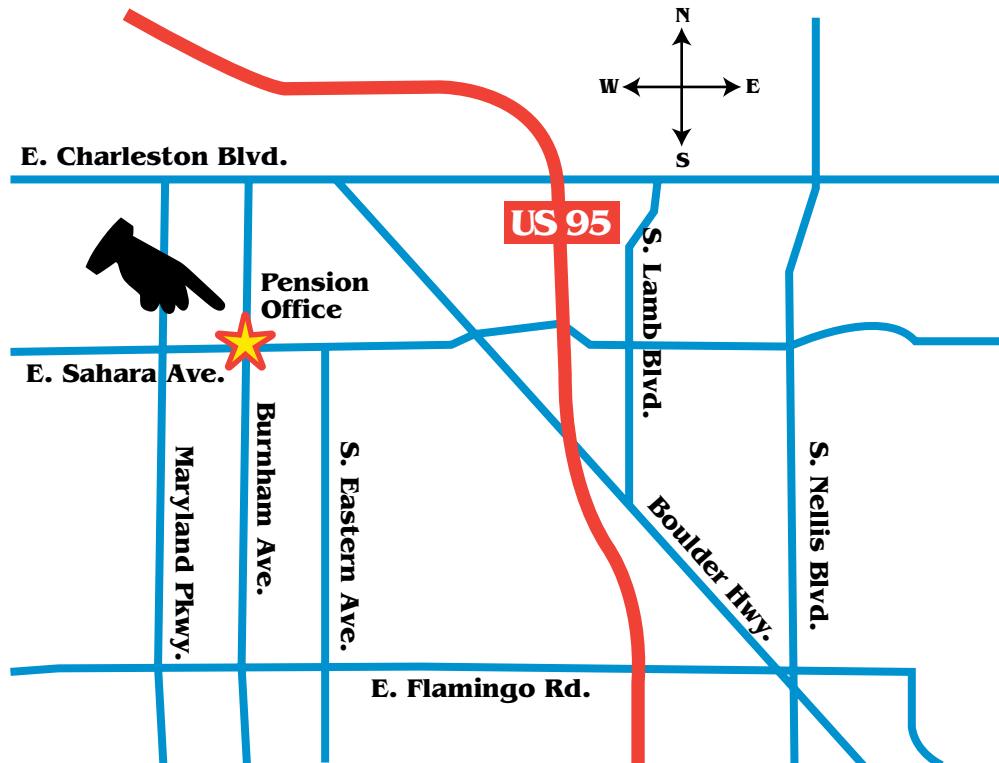 N
W E
S
E. Charleston Blvd.
US 95
S. Lamb Blvd.
Pension
Office
E. Sahara Ave.
Burnham Ave.
Maryland Pkwy.
S. Eastern Ave.
S. Nellis Blvd.
Boulder Hwy.
E. Flamingo Rd.